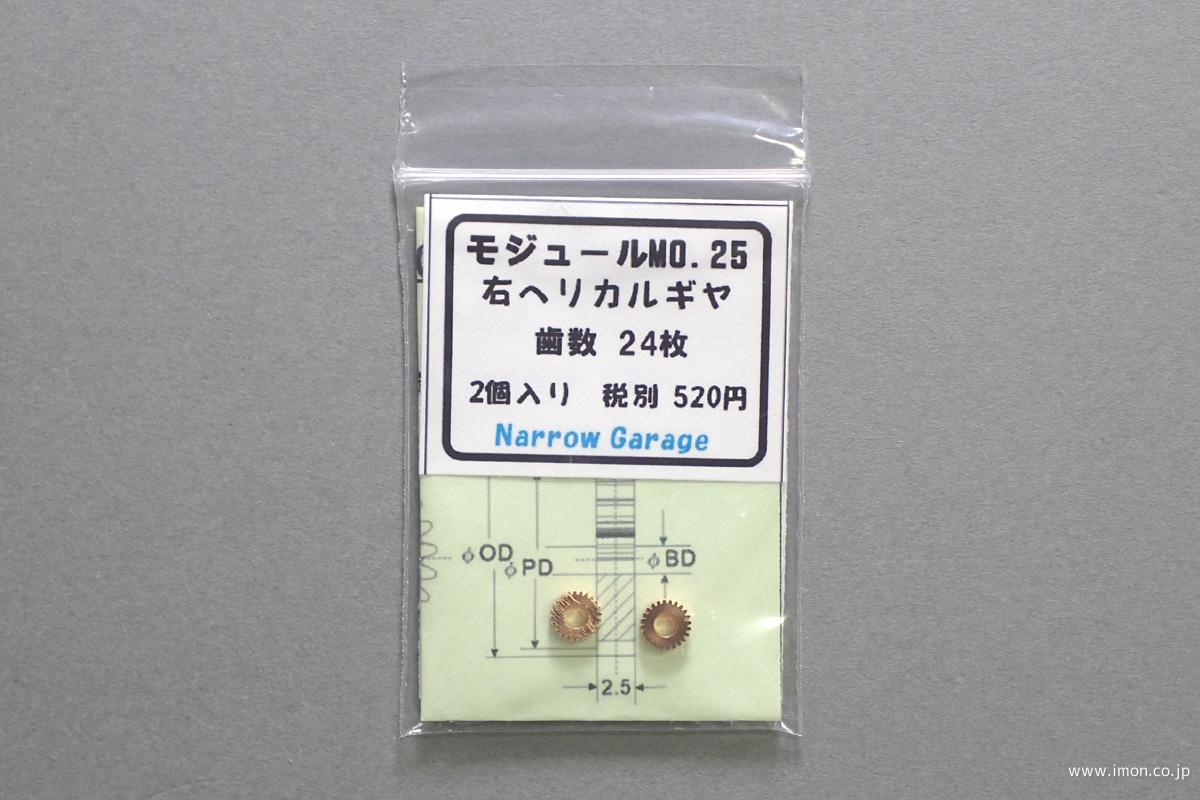 モジュールM0.25
右ヘリカルギヤ
歯数 24枚
2個入り 税別 520円
Narrow Garage
φOD
φPD
φBD
2.5
www.imon.co.jp